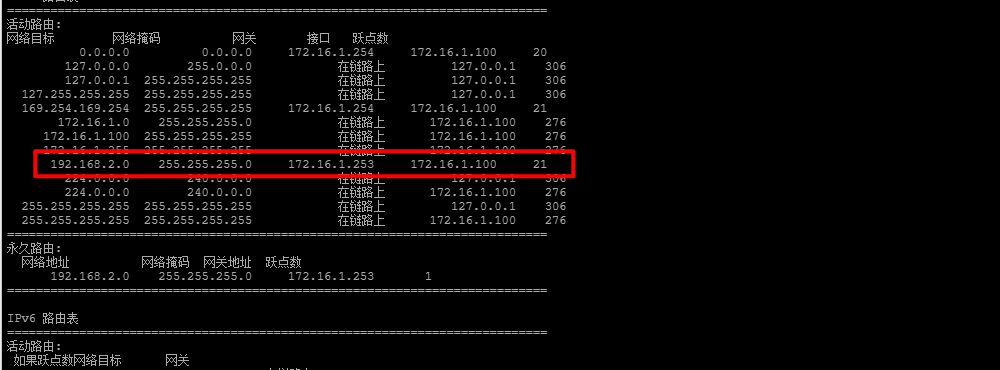 ===========================================================================
活动路由:
网络目标 网络掩码 网关 接口 跃点数
0.0.0.0 0.0.0.0 172.16.1.254 172.16.1.100 20
127.0.0.0 255.0.0.0 在链路上 127.0.0.1 306
127.0.0.1 255.255.255.255 在链路上 127.0.0.1 306
127.255.255.255 255.255.255.255 在链路上 127.0.0.1 306
169.254.169.254 255.255.255.255 172.16.1.254 172.16.1.100 21
172.16.1.0 255.255.255.0 在链路上 172.16.1.100 276
172.16.1.100 255.255.255.255 在链路上 172.16.1.100 276
172.16.1.255 255.255.255.255 在链路上 172.16.1.100 276
192.168.2.0 255.255.255.0 172.16.1.253 172.16.1.100 21
224.0.0.0 240.0.0.0 在链路上 127.0.0.1 306
224.0.0.0 240.0.0.0 在链路上 172.16.1.100 276
255.255.255.255 255.255.255.255 在链路上 127.0.0.1 306
255.255.255.255 255.255.255.255 在链路上 172.16.1.100 276
===========================================================================
永久路由:
网络地址 网络掩码 网关地址 跃点数
192.168.2.0 255.255.255.0 172.16.1.253 1
===========================================================================
IPv6 路由表
===========================================================================
活动路由:
如果跃点数网络目标 网关